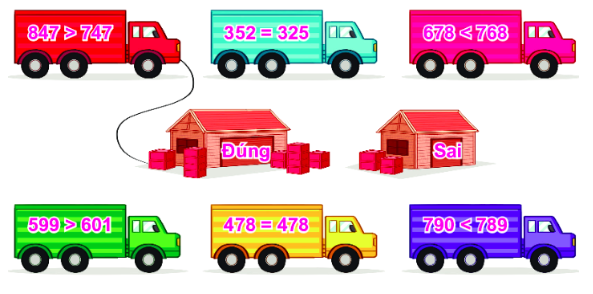 847 > 747
352 = 325
678 < 768
Đúng
Sai
599 > 601
478 = 478
790 < 789